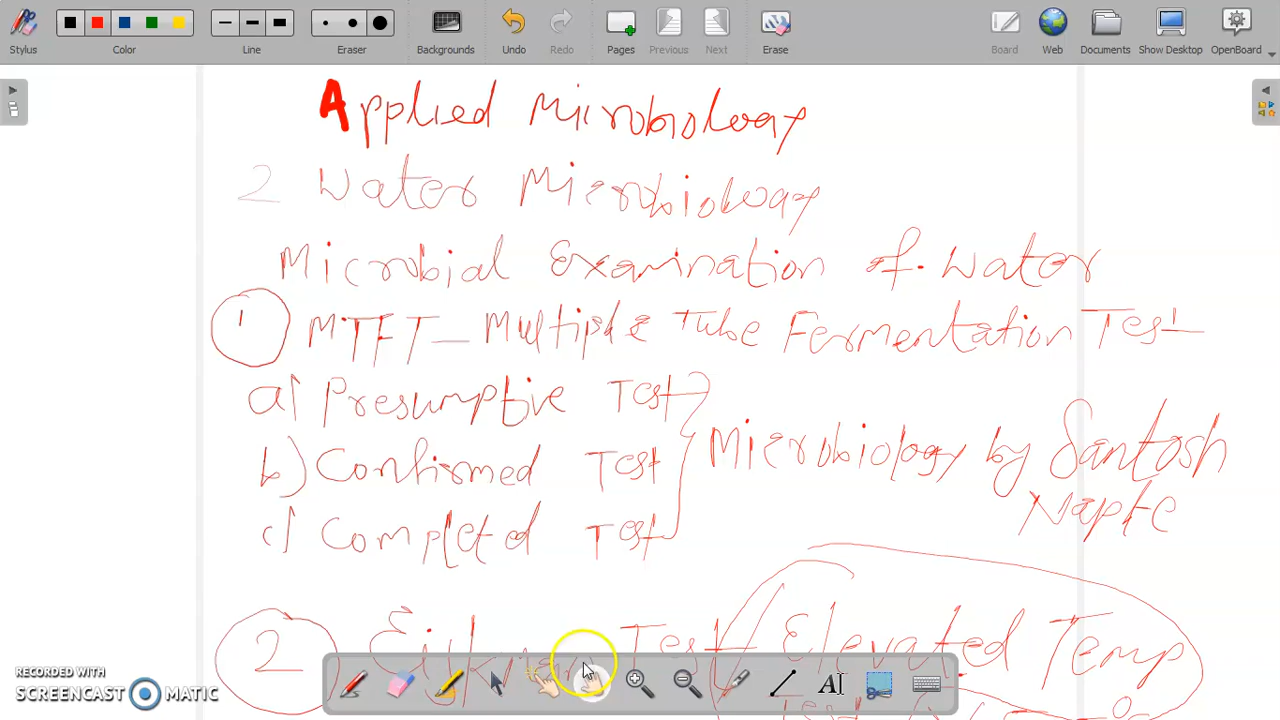 Stylus
Color
Line
Eraser
Backgrounds
Undo
Redo
Pages
Previous
Next
Erase
Board
Web
Documents
Show Desktop
OpenBoard
Applied Microbiology
2 Water Microbiology
Microbial Examination of Water
1 MTFT - Multiple Tube Fermentation Test
a) Presumptive Test
b) Confirmed Test
c) Completed Test
Microbiology by Santosh
Napte
2 Eijkman Test / Elevated Temp
RECORDED WITH
SCREENCAST O MATIC